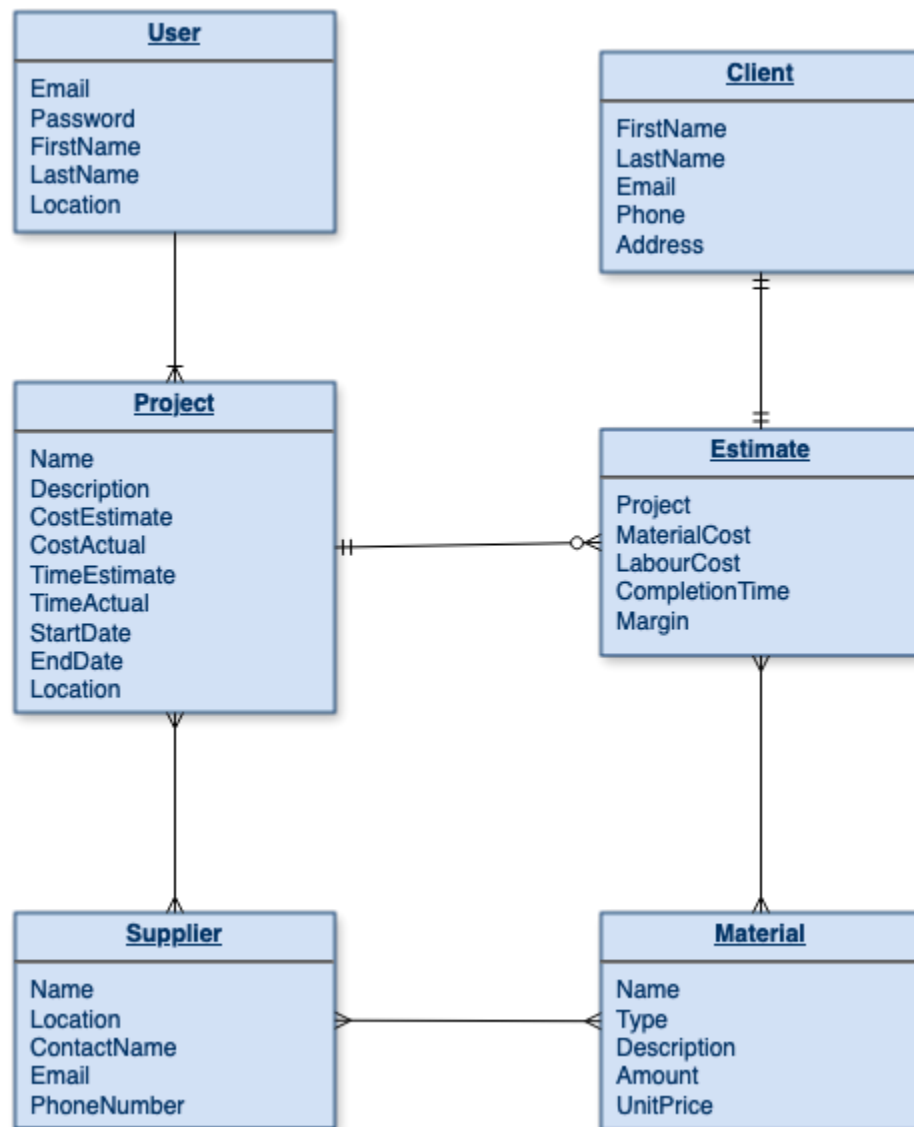 User
Email
Password
FirstName
LastName
Location
Client
FirstName
LastName
Email
Phone
Address
Project
Name
Description
CostEstimate
CostActual
TimeEstimate
TimeActual
StartDate
EndDate
Location
Estimate
Project
MaterialCost
LabourCost
CompletionTime
Margin
Supplier
Name
Location
ContactName
Email
PhoneNumber
Material
Name
Type
Description
Amount
UnitPrice